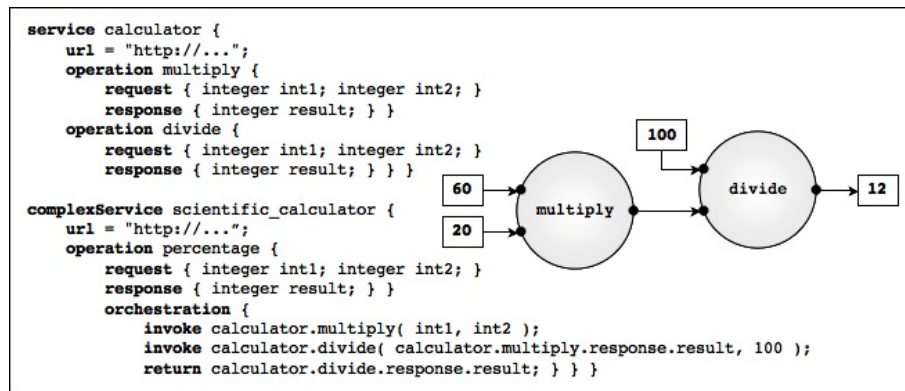 service calculator {
url = "http://...";
operation multiply {
request { integer int1; integer int2; }
response { integer result; } }
operation divide {
request { integer int1; integer int2; }
response { integer result; } } }
complexService scientific_calculator {
url = "http://...";
operation percentage {
request { integer int1; integer int2; }
response { integer result; } }
orchestration {
invoke calculator.multiply( int1, int2 );
invoke calculator.divide( calculator.multiply.response.result, 100 );
return calculator.divide.response.result; } } }
60
20
multiply
100
divide
12